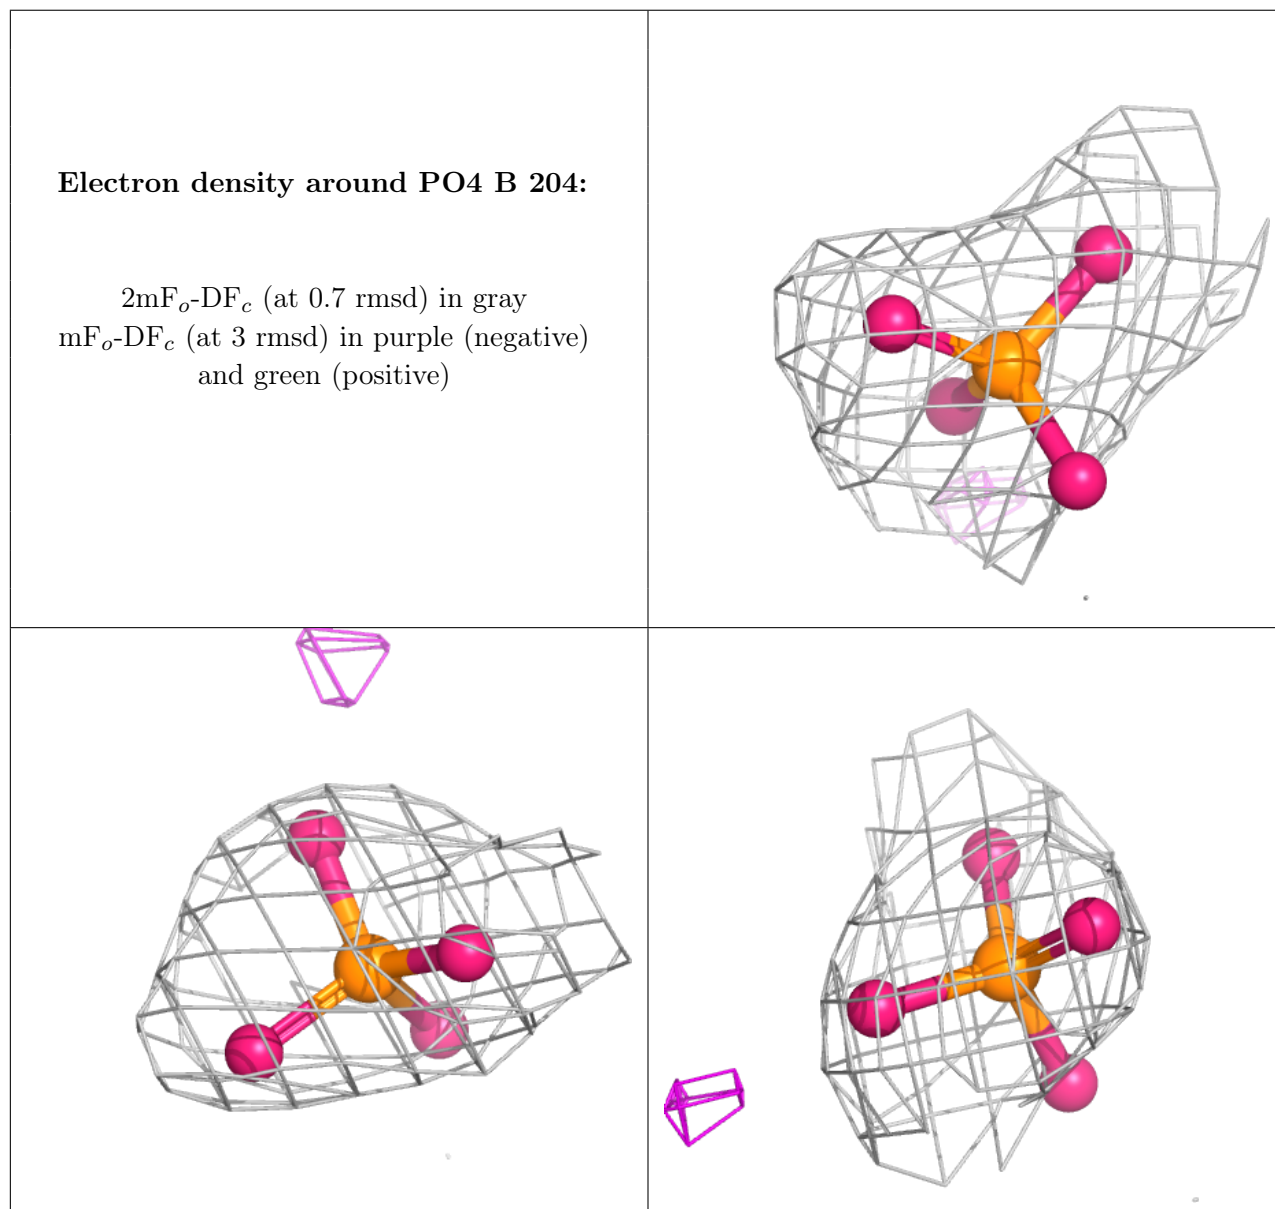 Electron density around PO4 B 204:
2mFo-DFc (at 0.7 rmsd) in gray
mFo-DFc (at 3 rmsd) in purple (negative)
and green (positive)